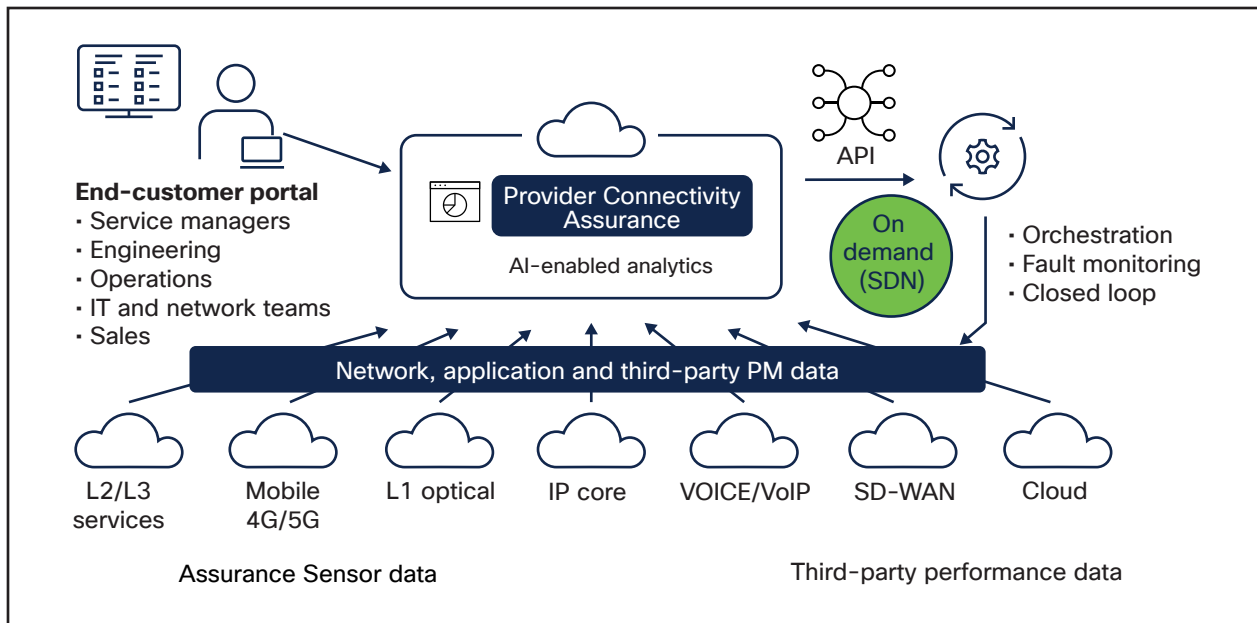 End-customer portal
· Service managers
· Engineering
· Operations
· IT and network teams
· Sales
Provider Connectivity
Assurance
AI-enabled analytics
API
On
demand
(SDN)
· Orchestration
· Fault monitoring
· Closed loop
Network, application and third-party PM data
L2/L3
services
Mobile
4G/5G
L1 optical
IP core
VOICE/VoIP
SD-WAN
Cloud
Assurance Sensor data
Third-party performance data